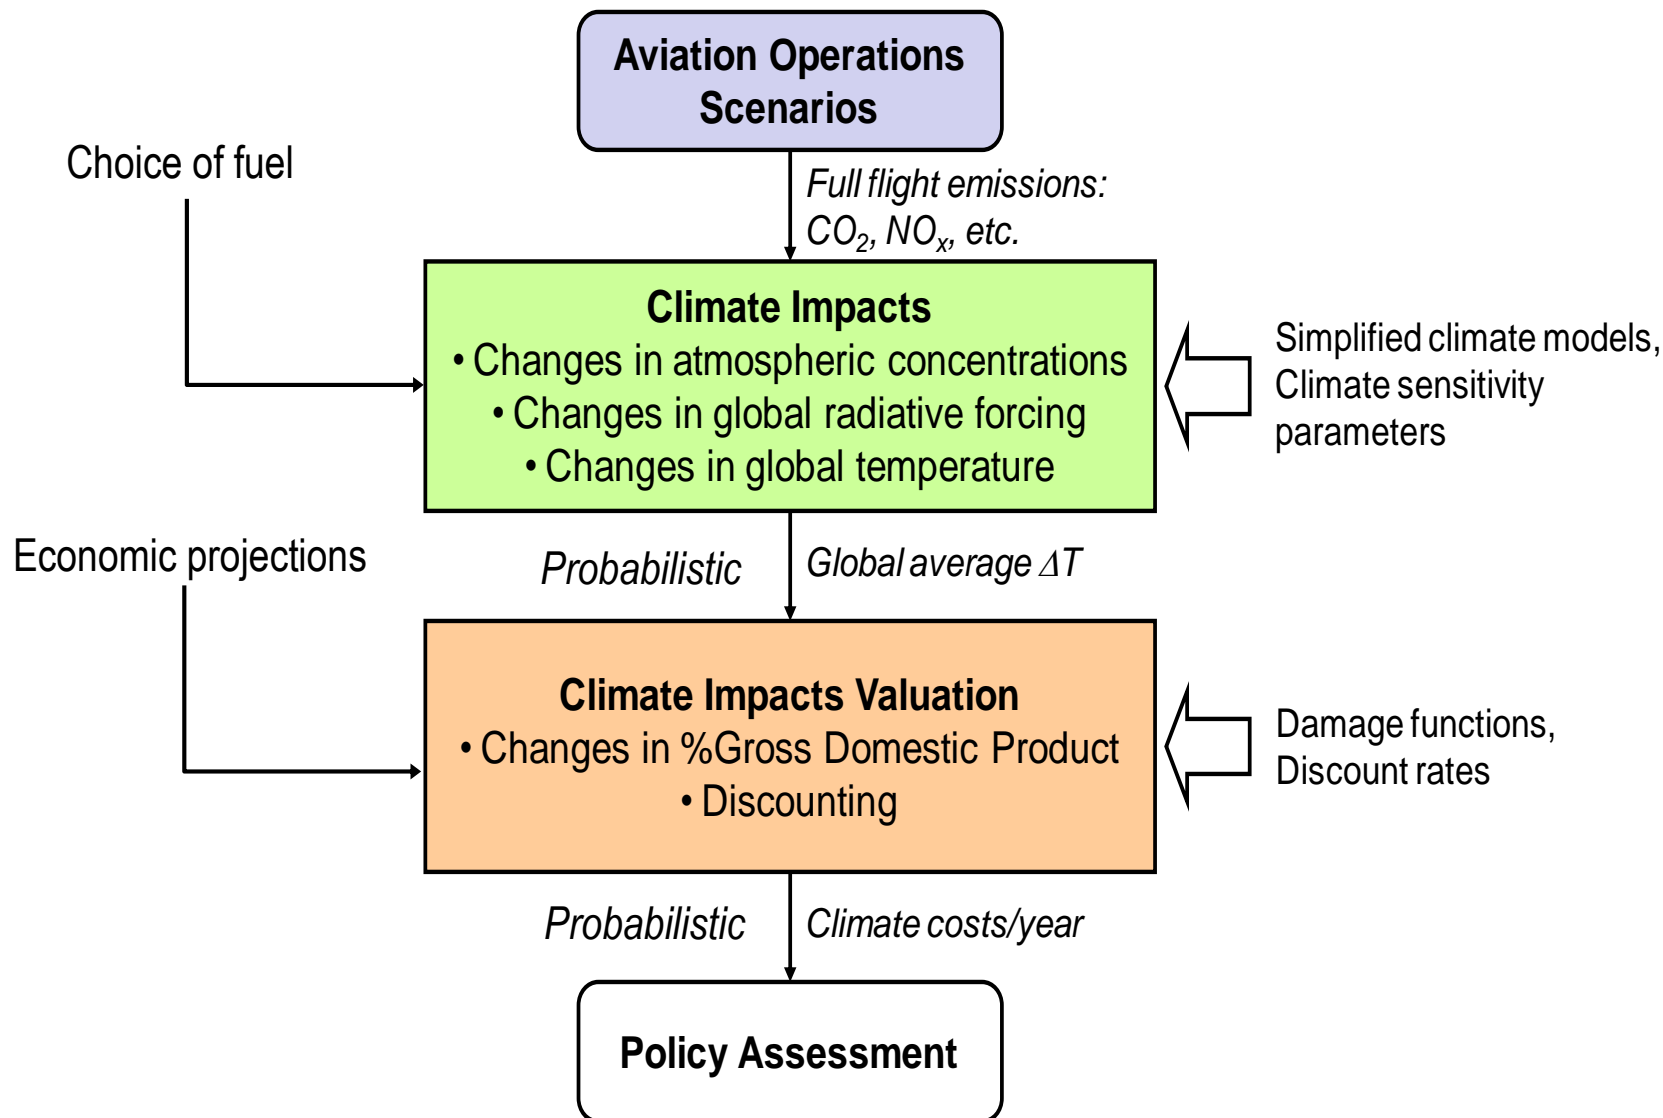 Aviation Operations
Scenarios
Choice of fuel
Full flight emissions:
CO₂, NOₓ, etc.
Climate Impacts
• Changes in atmospheric concentrations
• Changes in global radiative forcing
• Changes in global temperature
Simplified climate models,
Climate sensitivity
parameters
Economic projections
Probabilistic
Global average ΔT
Climate Impacts Valuation
• Changes in %Gross Domestic Product
• Discounting
Damage functions,
Discount rates
Probabilistic
Climate costs/year
Policy Assessment